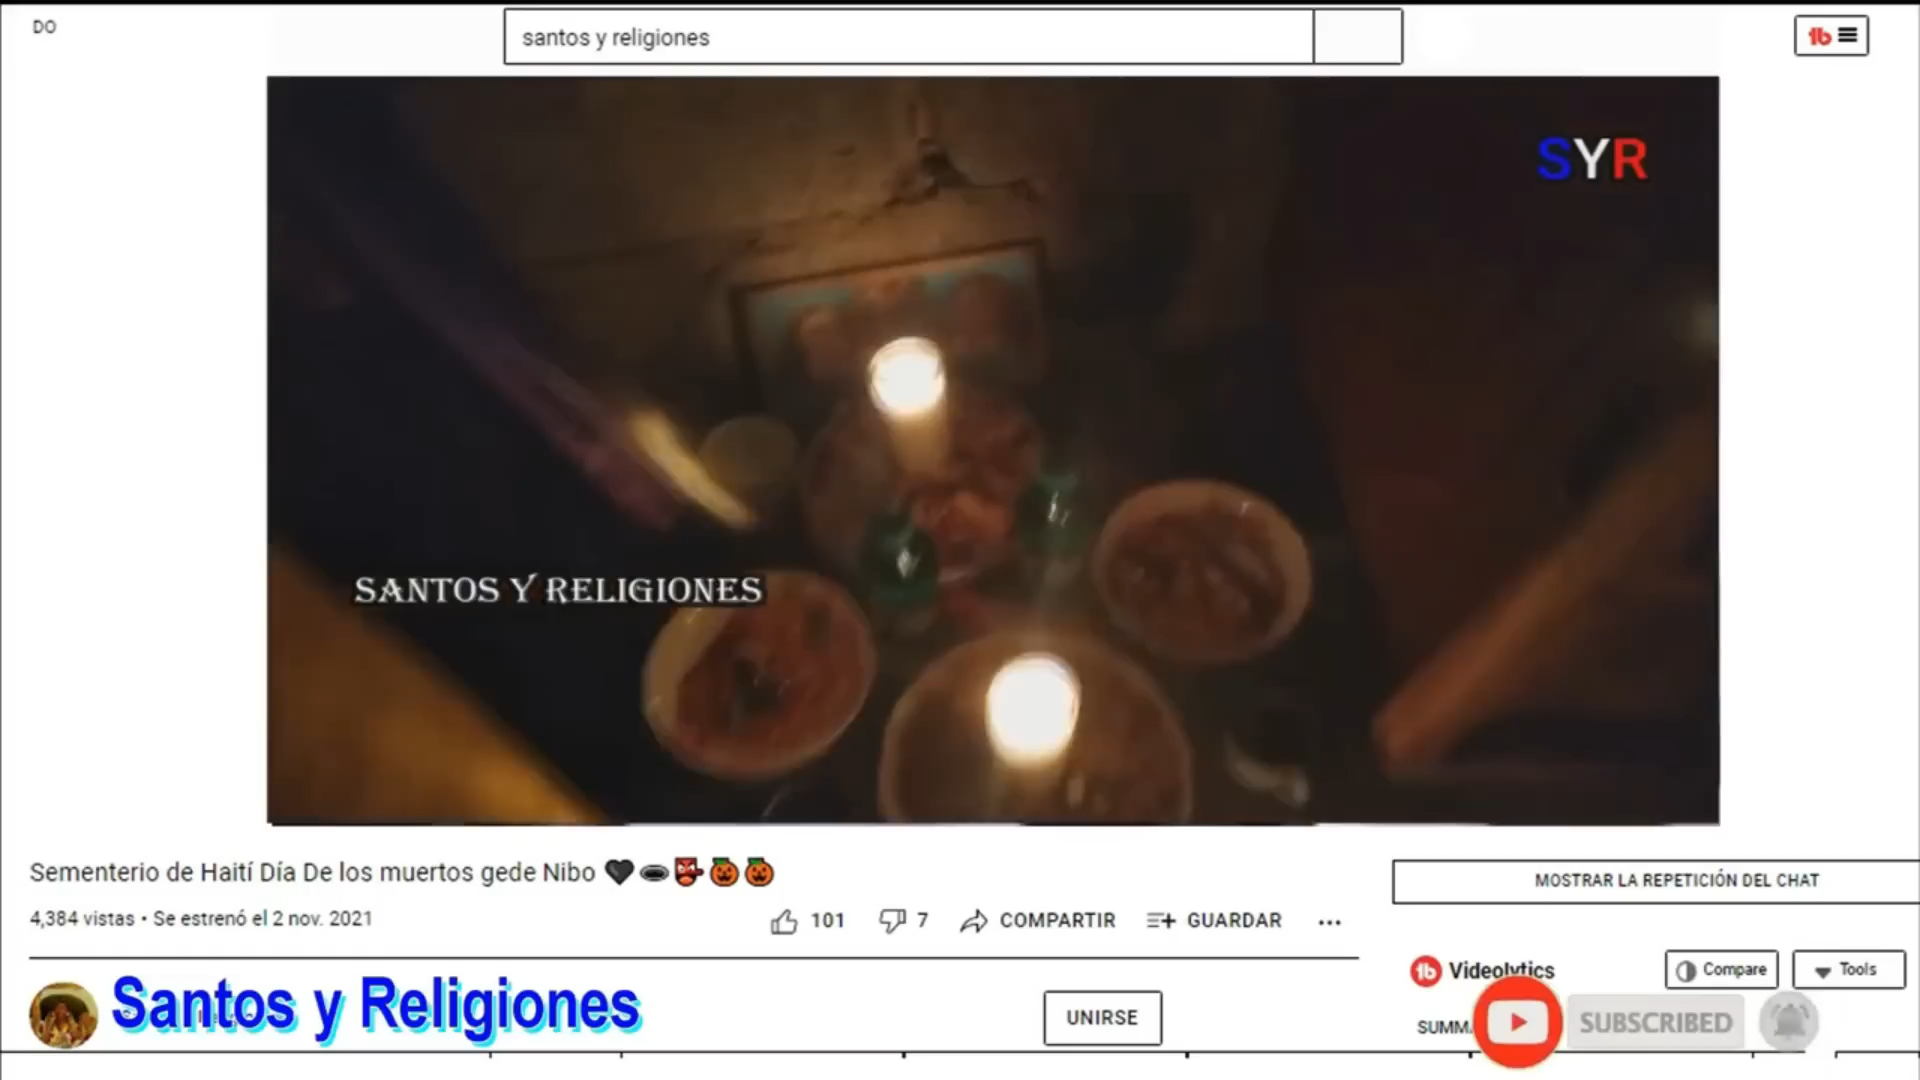 DO
santos y religiones
SYR
SANTOS Y RELIGIONES
Sementerio de Haití Día De los muertos gede Nibo 🖤🕳️👺🎃🎃
4,384 vistas • Se estrenó el 2 nov. 2021
101
7
COMPARTIR
GUARDAR
MOSTRAR LA REPETICIÓN DEL CHAT
Santos y Religiones
UNIRSE
Videolytics
Compare
Tools
SUBSCRIBED